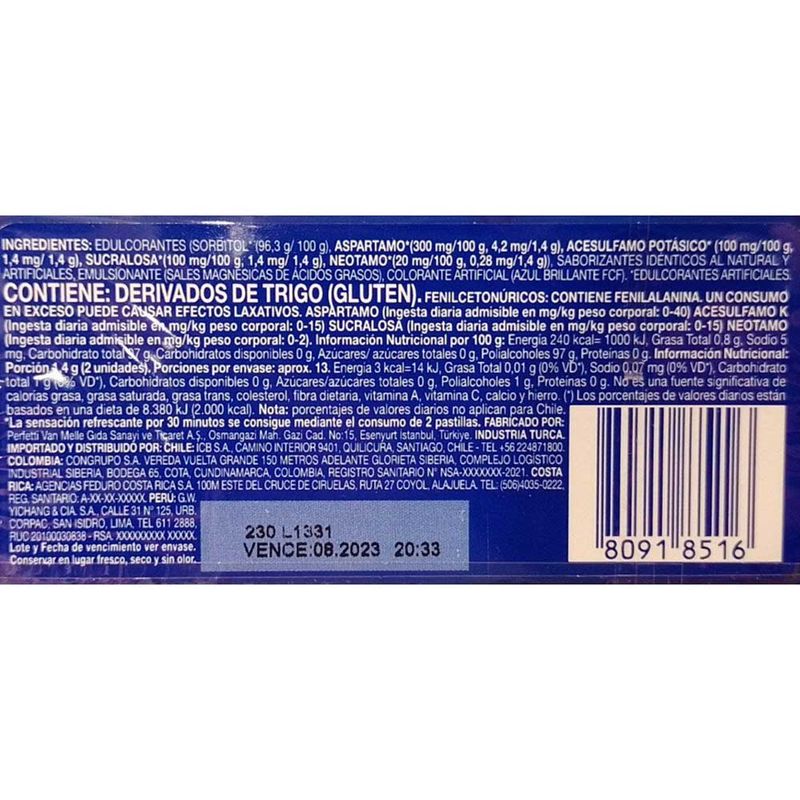 INGREDIENTES: EDULCORANTES (SORBITOL* (96,3 g/ 100 g), ASPARTAMO*(300 mg/100 g, 4,2 mg/1,4 g), ACESULFAMO POTÁSICO* (100 mg/100 g,
1,4 mg/ 1,4 g), SUCRALOSA*(100 mg/100 g, 1,4 mg/ 1,4 g), NEOTAMO*(20 mg/100 g, 0,28 mg/1,4 g), SABORIZANTES IDÉNTICOS AL NATURAL Y
ARTIFICIALES, EMULSIONANTE (SALES MAGNÉSICAS DE ÁCIDOS GRASOS), COLORANTE ARTIFICIAL (AZUL BRILLANTE FCF). *EDULCORANTES ARTIFICIALES.
CONTIENE: DERIVADOS DE TRIGO (GLUTEN). FENILCETONÚRICOS: CONTIENE FENILALANINA. UN CONSUMO
EN EXCESO PUEDE CAUSAR EFECTOS LAXATIVOS. ASPARTAMO (Ingesta diaria admisible en mg/kg peso corporal: 0-40) ACESULFAMO K
(Ingesta diaria admisible en mg/kg peso corporal: 0-15) SUCRALOSA (Ingesta diaria admisible en mg/kg peso corporal: 0-15) NEOTAMO
(Ingesta diaria admisible en mg/kg peso corporal: 0-2). Información Nutricional por 100 g: Energía 240 kcal= 1000 kJ, Grasa Total 0,8 g, Sodio 5
mg, Carbohidrato total 97g, Carbohidratos disponibles 0 g, Azúcares/ azúcares totales 0 g, Polialcoholes 97 g, Proteínas 0 g. Información Nutricional:
Porción 1,4 g (2 unidades), Porciones por envase: aprox. 13. Energía 3 kcal=14 kJ, Grasa Total 0,01 g (0% VD*), Sodio 0,07 mg (0% VD*), Carbohidrato
total 1 g (0% VD*), Carbohidratos disponibles 0 g, Azúcares/ azúcares totales 0 g, Polialcoholes 1 g, Proteínas 0 g. No es una fuente significativa de
calorías grasa, grasa saturada, grasa trans, colesterol, fibra dietaria, vitamina A, vitamina C, calcio y hierro. (*) Los porcentajes de valores diarios están
basados en una dieta de 8.380 kJ (2.000 kcal). Nota: porcentajes de valores diarios no aplican para Chile.
*La sensación refrescante por 30 minutos se consigue mediante el consumo de 2 pastillas. FABRICADO POR:
Perfetti Van Melle Gida Sanayi ve Ticaret A.Ş., Osmangazi Mah. Gazi Cad. No:15, Esenyurt Istanbul, Türkiye. INDUSTRIA TURCA.
IMPORTADO Y DISTRIBUIDO POR: CHILE: ICB S.A., CAMINO INTERIOR 9401, QUILICURA, SANTIAGO, CHILE - TEL +56 224871800.
COLOMBIA: CONGRUPO S.A. VEREDA VUELTA GRANDE 150 METROS ADELANTE GLORIETA SIBERIA, COMPLEJO LOGÍSTICO
INDUSTRIAL SIBERIA, BODEGA 65, COTA, CUNDINAMARCA, COLOMBIA, REGISTRO SANITARIO N° NSA-XXXXXXX-2021. COSTA
RICA: AGENCIAS FEDURO COSTA RICA S.A. 100M ESTE DEL CRUCE DE CIRUELAS, RUTA 27 COYOL, ALAJUELA. TEL: (506)4035-0222,
REG. SANITARIO: A-XX-XX-XXXXX. PERÚ: G.W.
YICHANG & CIA. S.A., CALLE 31 N° 125, URB.
CORPAC, SAN ISIDRO, LIMA, TEL 611 2888,
RUC 20100030838 - RSA. XXXXXXXXX XXXXX.
Lote y Fecha de vencimiento ver envase.
Conservar en lugar fresco, seco y sin olor.
230 L1331
VENCE:08.2023 20:33
8091 8516